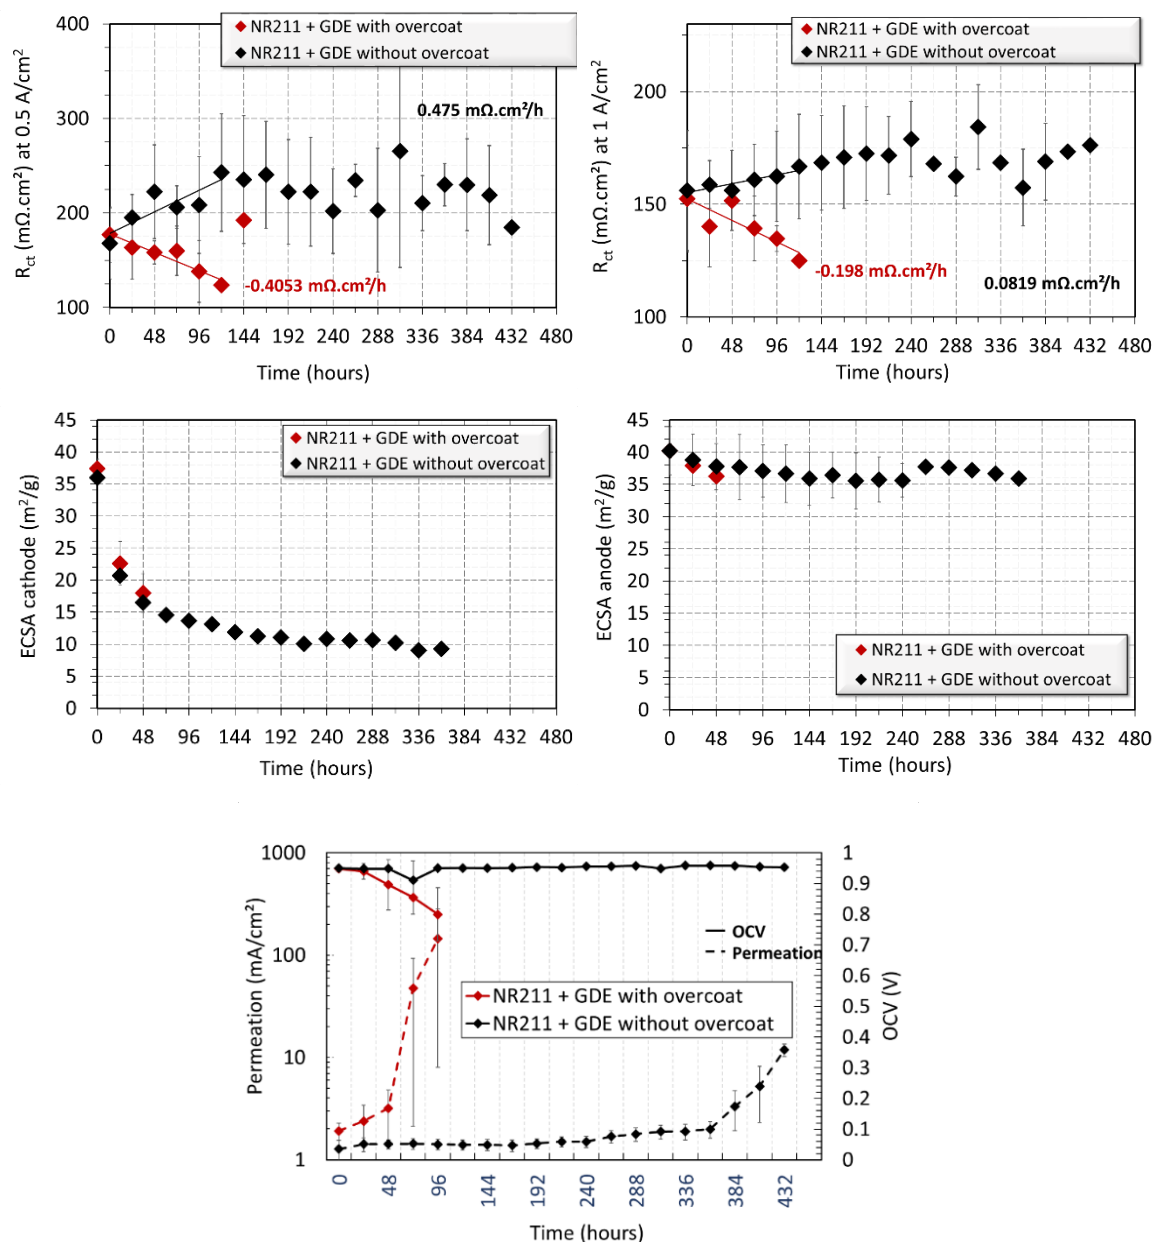 NR211 + GDE with overcoat
NR211 + GDE without overcoat
400
300
200
100
R_ct (mΩ.cm²) at 0.5 A/cm²
0.475 mΩ.cm²/h
-0.4053 mΩ.cm²/h
0 48 96 144 192 240 288 336 384 432 480
Time (hours)
NR211 + GDE with overcoat
NR211 + GDE without overcoat
200
150
100
R_ct (mΩ.cm²) at 1 A/cm²
-0.198 mΩ.cm²/h
0.0819 mΩ.cm²/h
0 48 96 144 192 240 288 336 384 432 480
Time (hours)
45
40
35
30
25
20
15
10
5
0
ECSA cathode (m²/g)
NR211 + GDE with overcoat
NR211 + GDE without overcoat
0 48 96 144 192 240 288 336 384 432 480
Time (hours)
45
40
35
30
25
20
15
10
5
0
ECSA anode (m²/g)
NR211 + GDE with overcoat
NR211 + GDE without overcoat
0 48 96 144 192 240 288 336 384 432 480
Time (hours)
1000
100
10
1
Permeation (mA/cm²)
OCV
Permeation
NR211 + GDE with overcoat
NR211 + GDE without overcoat
1
0.9
0.8
0.7
0.6
0.5
0.4
0.3
0.2
0.1
0
OCV (V)
0 48 96 144 192 240 288 336 384 432
Time (hours)